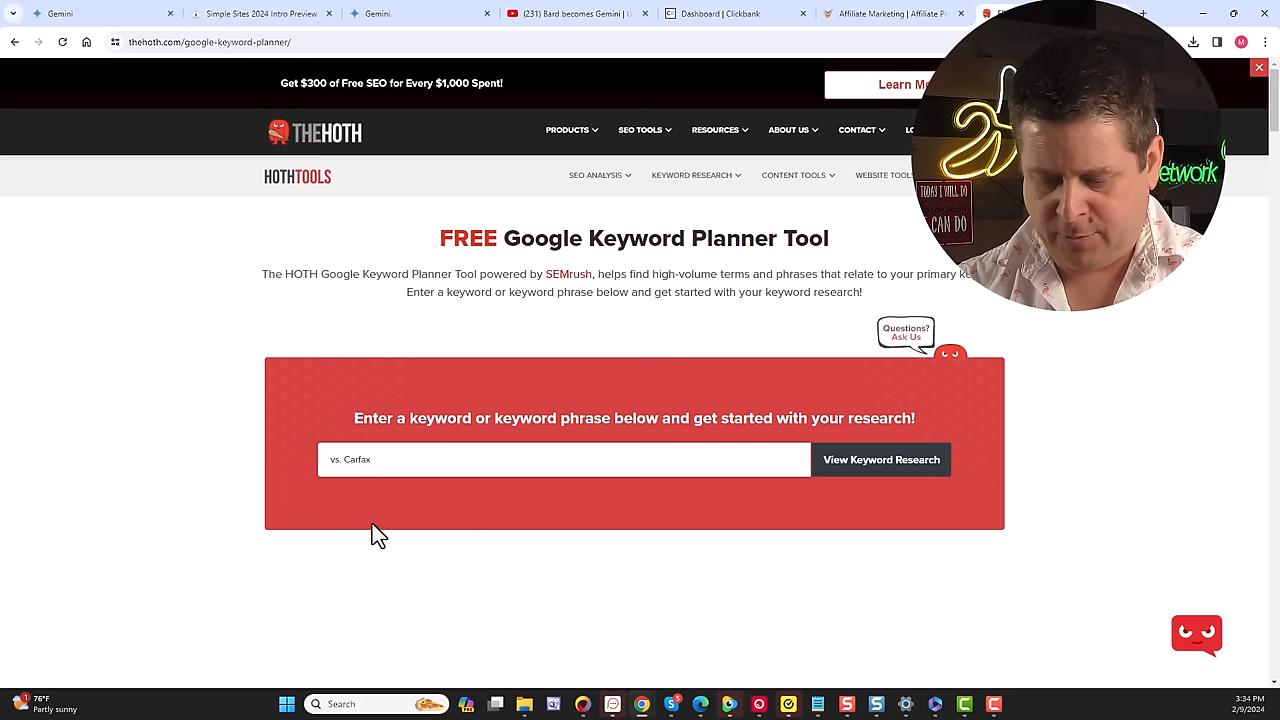 Gemini
Simple Sites 2024 Intro Preview
Gemini
(231) Bard becomes Gemini | U
Dashboard | Clickbank
Affiliate Marketing | Affiliate P
thehoth.com/google-keyword-planner/
M
Get $300 of Free SEO for Every $1,000 Spent!
Learn
THEHOTH
PRODUCTS
SEO TOOLS
RESOURCES
ABOUT US
CONTACT
HOTHTOOLS
SEO ANALYSIS
KEYWORD RESEARCH
CONTENT TOOLS
WEBSITE TOOLS
etwork
TODAY I WILL DO
CAN DO
FREE Google Keyword Planner Tool
The HOTH Google Keyword Planner Tool powered by SEMrush, helps find high-volume terms and phrases that relate to your primary
Enter a keyword or keyword phrase below and get started with your keyword research!
Questions?
Ask Us
Enter a keyword or keyword phrase below and get started with your research!
vs. Carfax
View Keyword Research
1
76°F
Partly sunny
Search
5
3:34 PM
2/9/2024